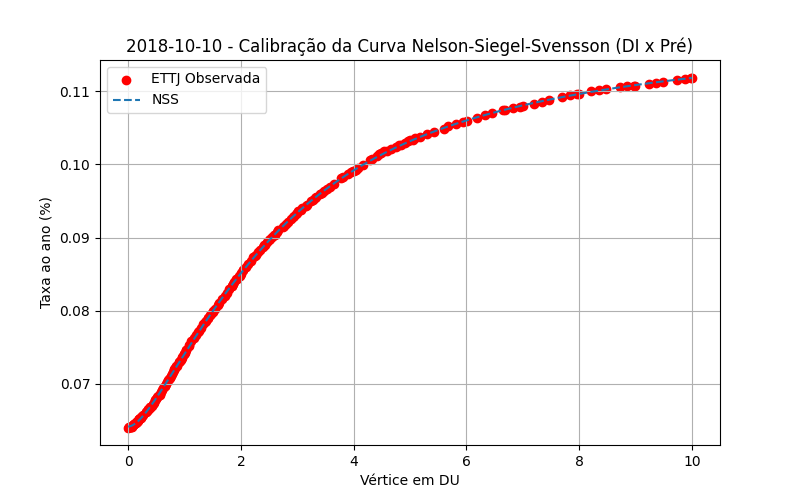 2018-10-10 - Calibração da Curva Nelson-Siegel-Svensson (DI x Pré)
ETTJ Observada
NSS
Taxa ao ano (%)
0.11
0.10
0.09
0.08
0.07
0 2 4 6 8 10
Vértice em DU